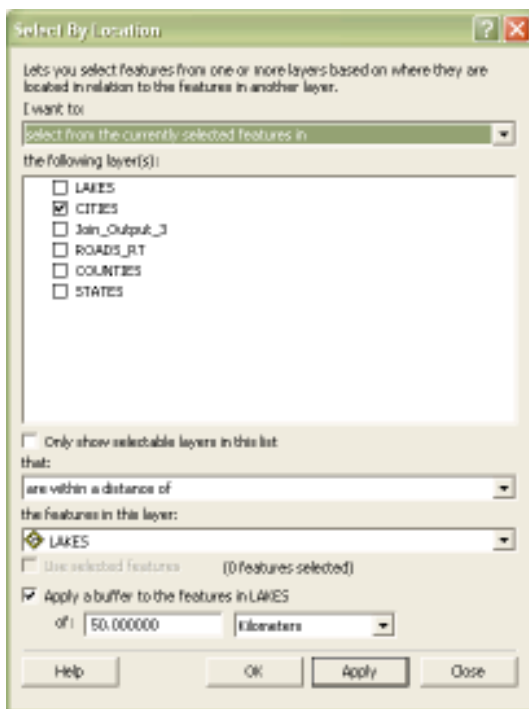 Select By Location
Lets you select features from one or more layers based on where they are
located in relation to the features in another layer.
I want to:
select from the currently selected features in
the following layer(s):
LAKES
CITIES
Join_Output_3
ROADS_RT
COUNTIES
STATES
Only show selectable layers in this list
that:
are within a distance of
the features in this layer:
LAKES
Use selected features (0 features selected)
Apply a buffer to the features in LAKES
of: 50.000000 Kilometers
Help OK Apply Close